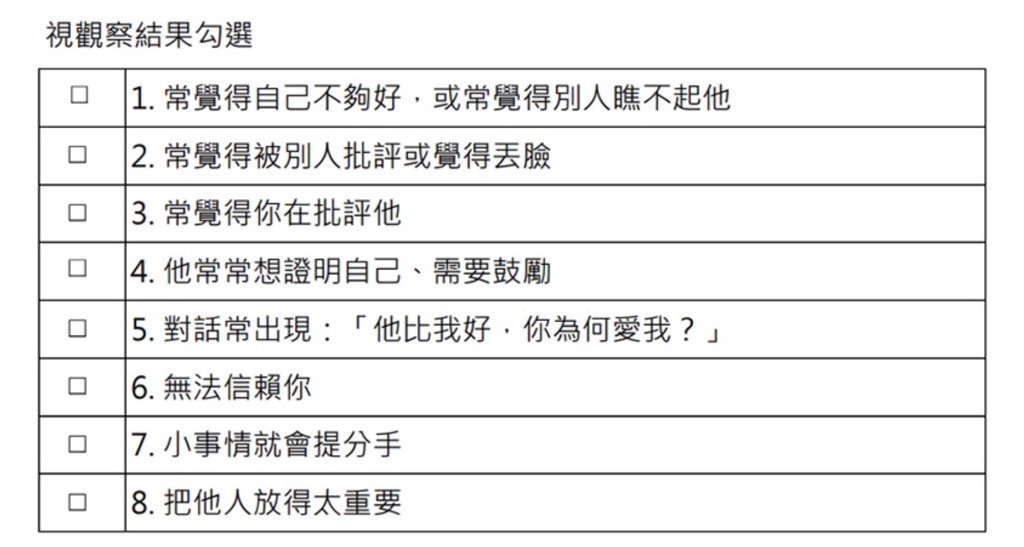 視觀察結果勾選
□ 1. 常覺得自己不夠好，或常覺得別人瞧不起他
□ 2. 常覺得被別人批評或覺得丟臉
□ 3. 常覺得你在批評他
□ 4. 他常常想證明自己、需要鼓勵
□ 5. 對話常出現：「他比我好，你為何愛我？」
□ 6. 無法信賴你
□ 7. 小事情就會提分手
□ 8. 把他人放得太重要